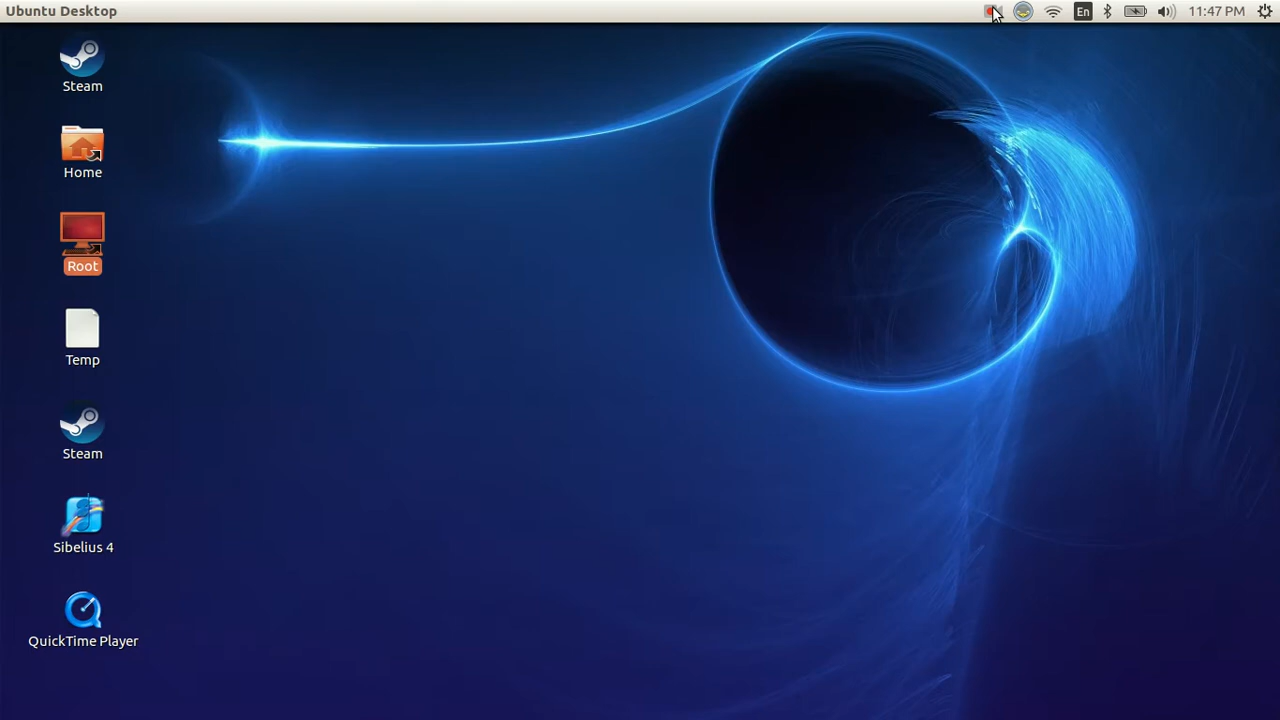 Ubuntu Desktop
En
11:47 PM
Steam
Home
Root
Temp
Steam
Sibelius 4
QuickTime Player